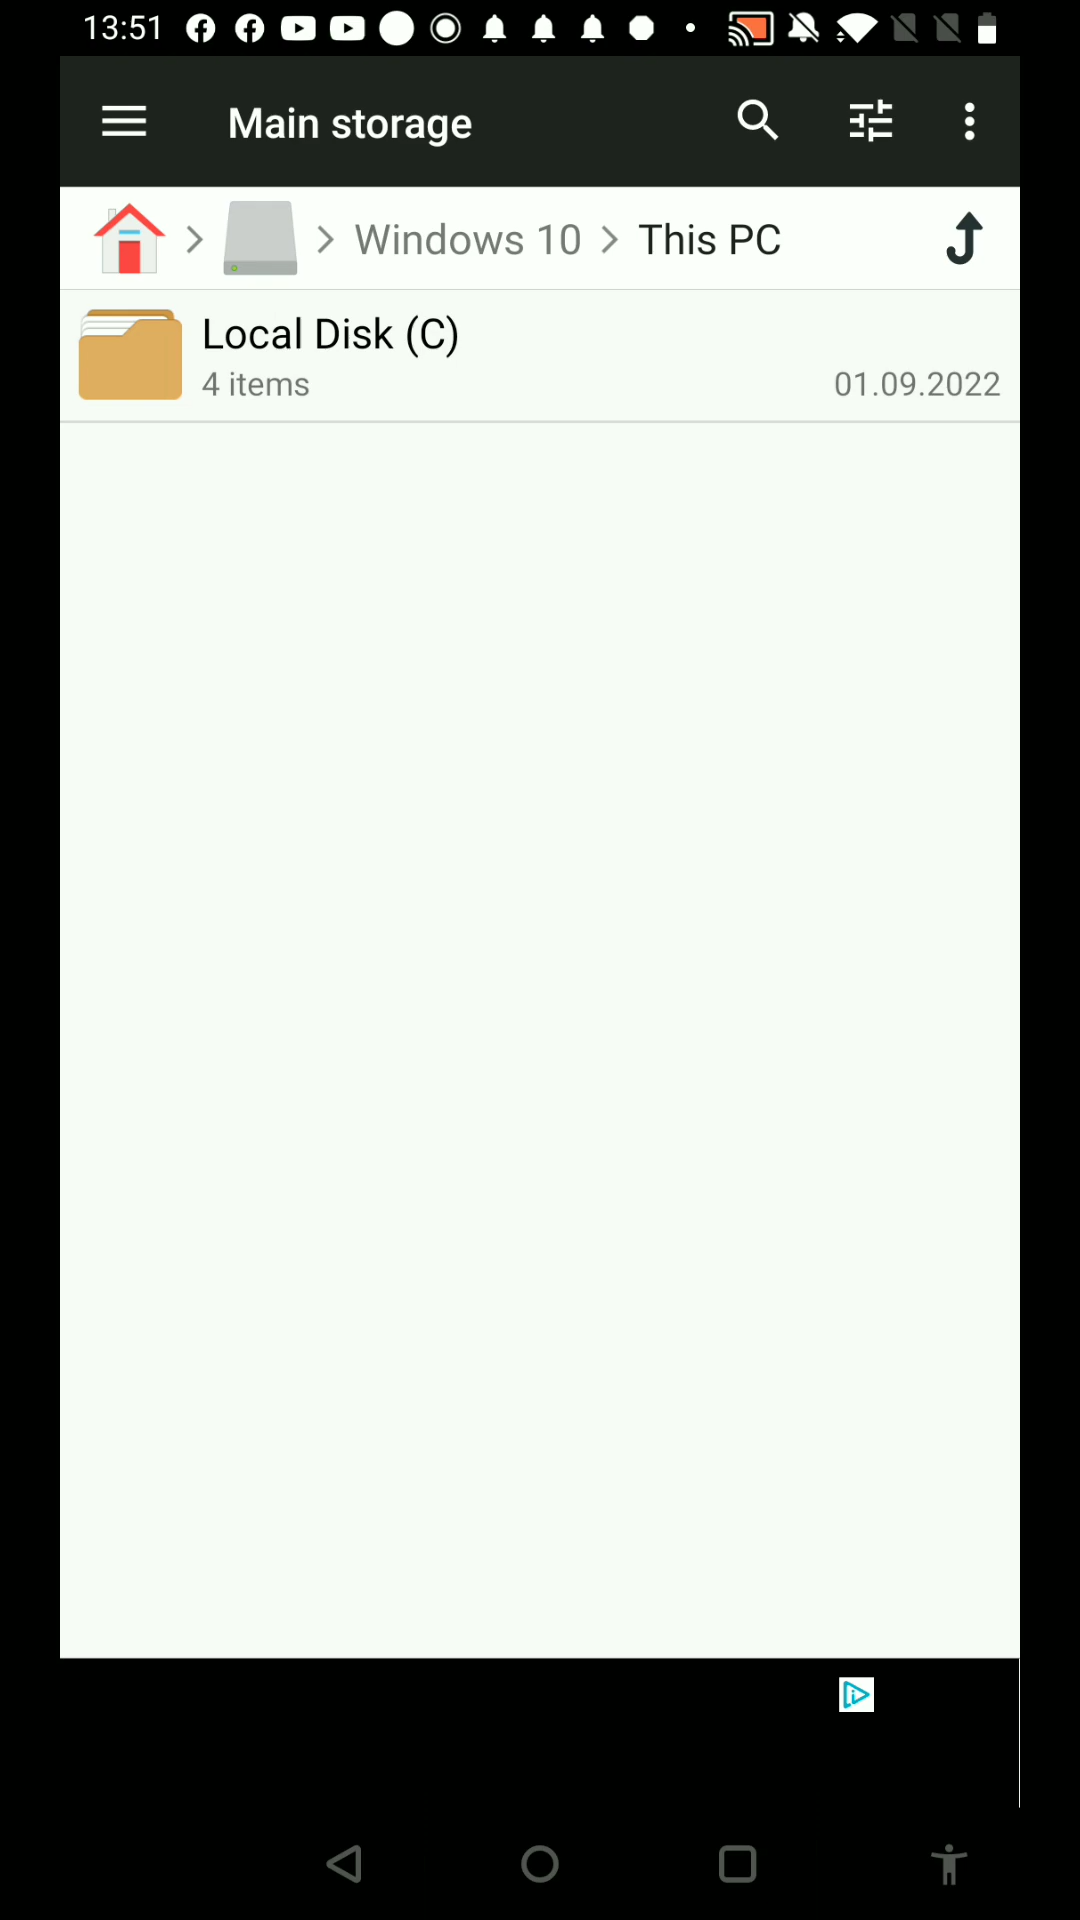 13:51
Main storage
Windows 10 This PC
Local Disk (C)
4 items 01.09.2022